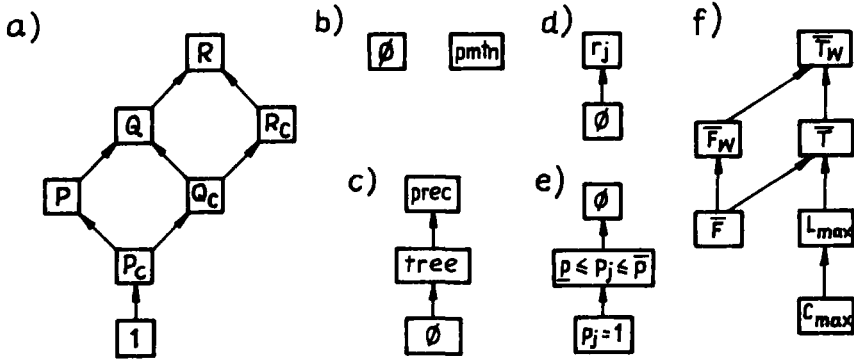 a)
R
Q
R_C
P
Q_C
P_C
1
b)
Ø pmtn
c)
prec
tree
Ø
d)
r_j
Ø
e)
Ø
p ≤ p_j ≤ p̄
p_j=1
f)
T̄_W
F̄_W T̄
F̄ L_max
C_max